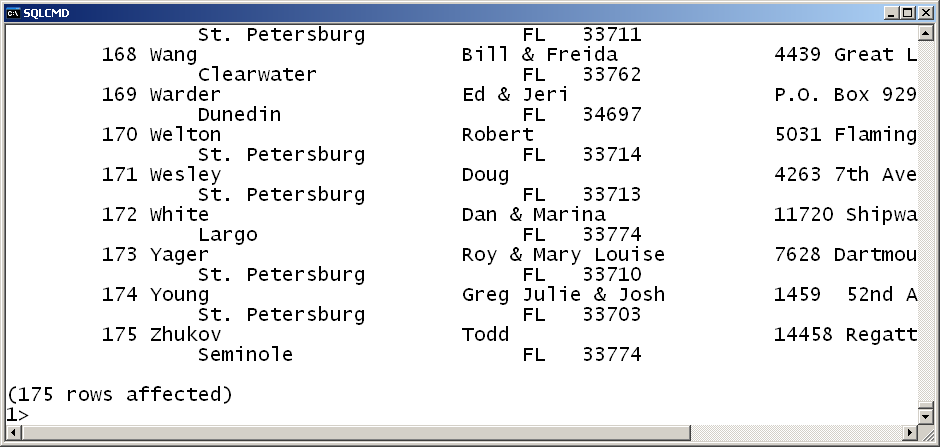 SQLCMD
St. Petersburg FL 33711
168 Wang Bill & Freida 4439 Great L
Clearwater FL 33762
169 Warder Ed & Jeri P.O. Box 929
Dunedin FL 34697
170 Welton Robert 5031 Flaming
St. Petersburg FL 33714
171 Wesley Doug 4263 7th Ave
St. Petersburg FL 33713
172 White Dan & Marina 11720 Shipwa
Largo FL 33774
173 Yager Roy & Mary Louise 7628 Dartmou
St. Petersburg FL 33710
174 Young Greg Julie & Josh 1459 52nd A
St. Petersburg FL 33703
175 Zhukov Todd 14458 Regatt
Seminole FL 33774
(175 rows affected)
1>